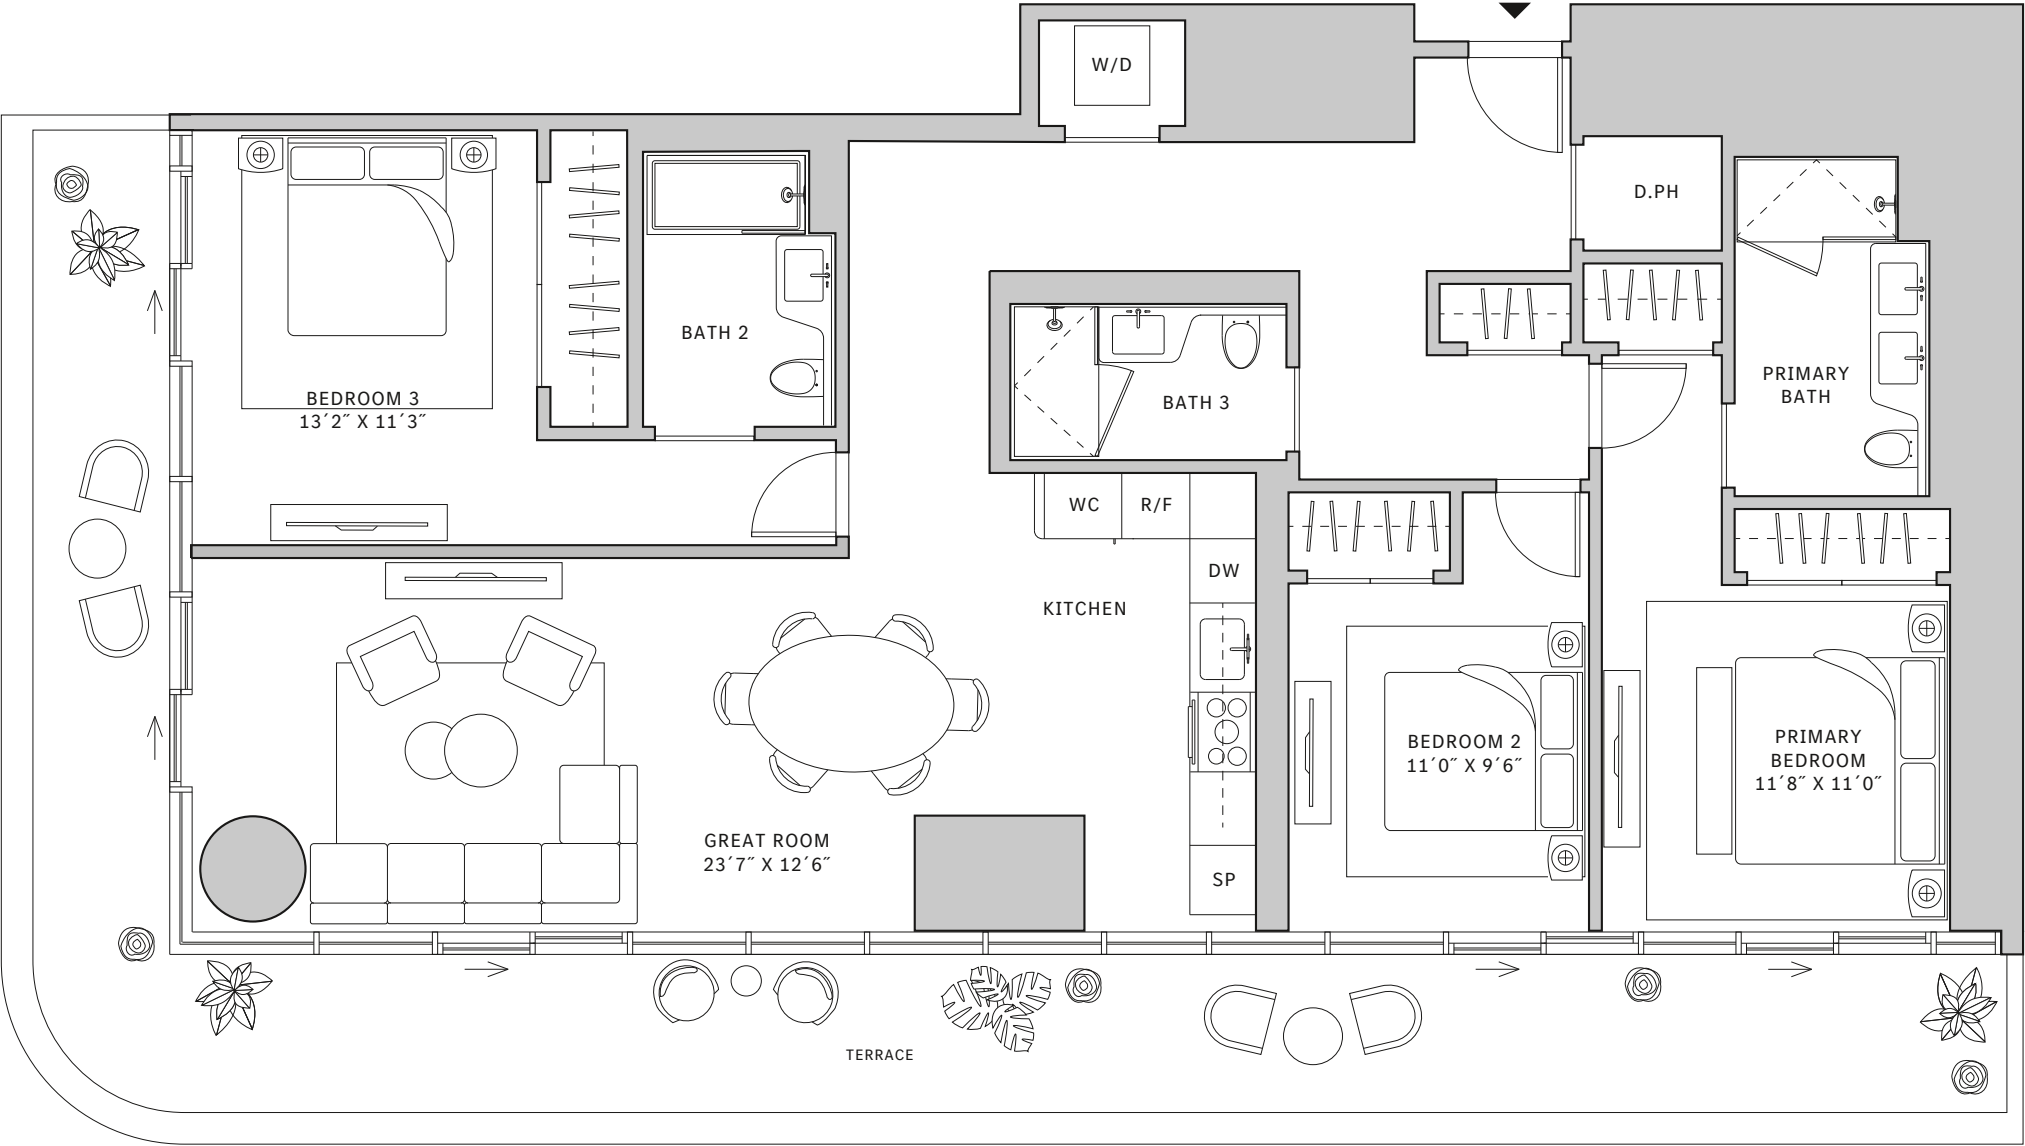 W/D
D.PH
BATH 2
PRIMARY
BATH
BEDROOM 3
13´2˝ X 11´3˝
BATH 3
WC
R/F
DW
KITCHEN
BEDROOM 2
11´0˝ X 9´6˝
PRIMARY
BEDROOM
11´8˝ X 11´0˝
GREAT ROOM
23´7˝ X 12´6˝
SP
TERRACE